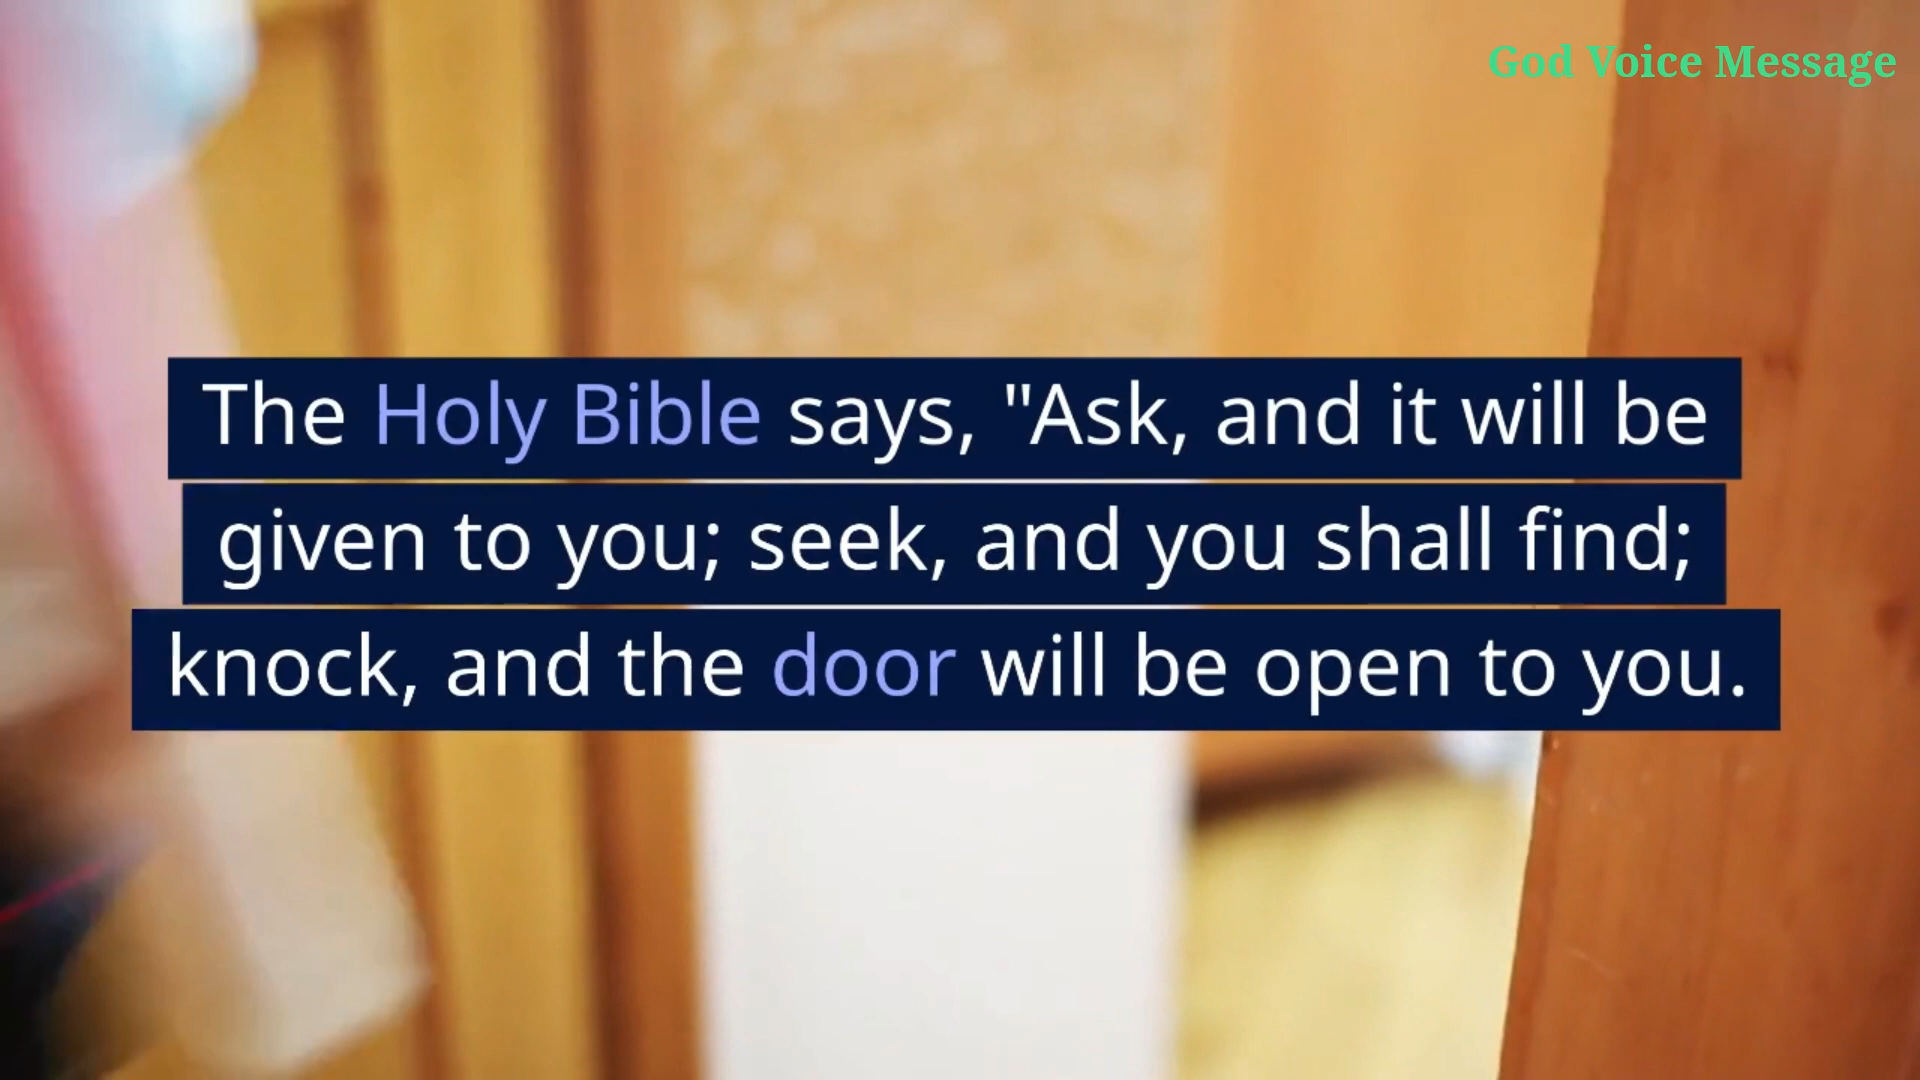 God Voice Message
The Holy Bible says, "Ask, and it will be
given to you; seek, and you shall find;
knock, and the door will be open to you.